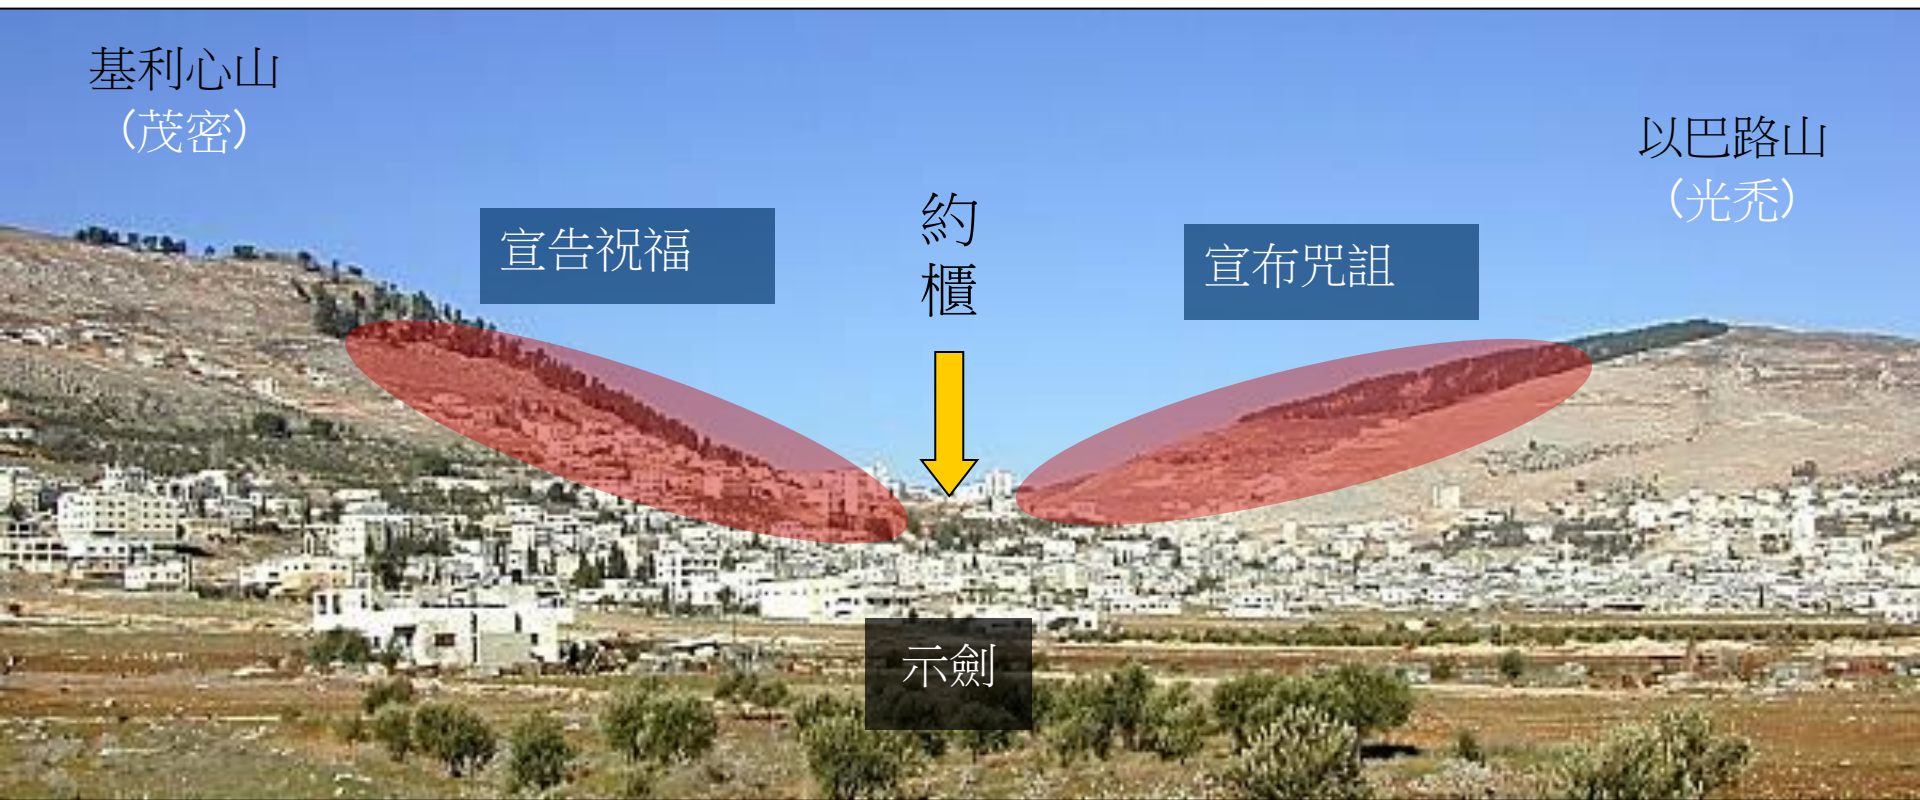 基利心山
(茂密)
宣告祝福
約
櫃
宣布咒詛
以巴路山
(光禿)
示劍